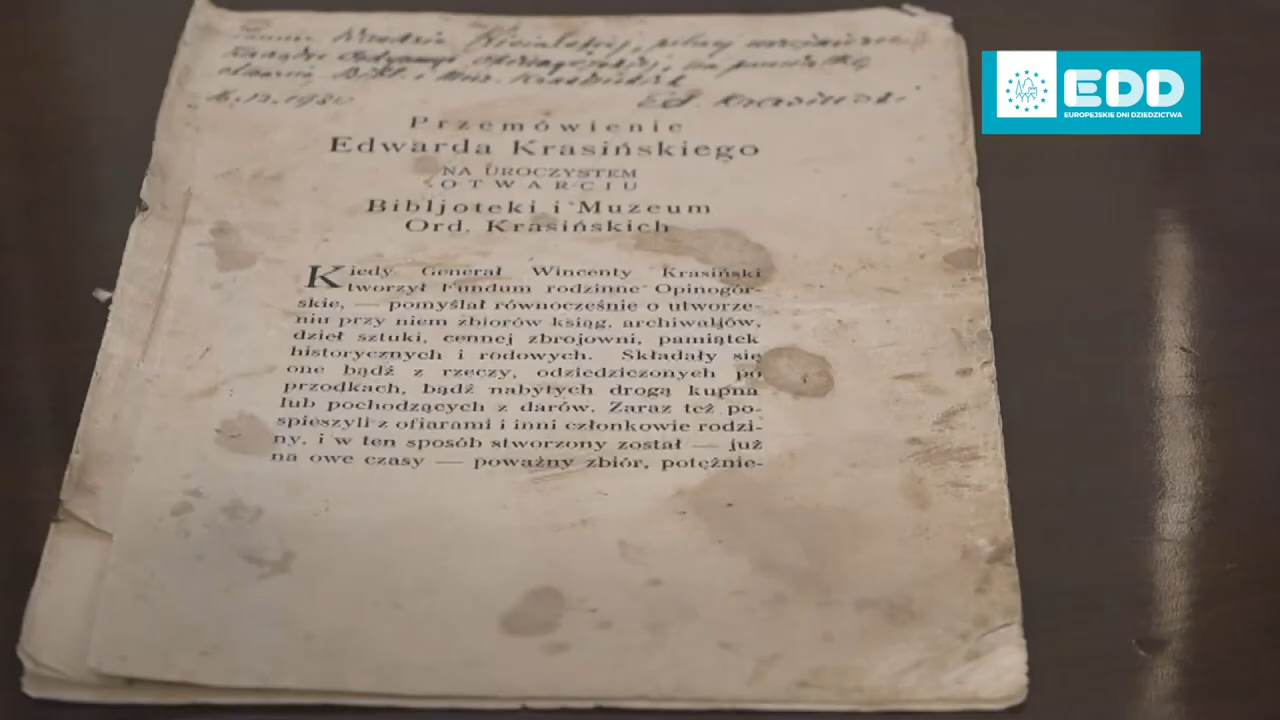 Ed. Krasiński
Przemówienie
Edwarda Krasińskiego
NA UROCZYSTEM
OTWARCIU
Bibljoteki i Muzeum
Ord. Krasińskich
Kiedy Generał Wincenty Krasiński
tworzył Fundum rodzinne Opinogór-
skie, — pomyślał równocześnie o utworze-
niu przy niem zbiorów ksiąg, archiwaljów,
dzieł sztuki, cennej zbrojowni, pamiątek
historycznych i rodowych. Składały się
one bądź z rzeczy, odziedziczonych po
przodkach, bądź nabytych drogą kupna
lub pochodzących z darów. Zaraz też po-
spieszyli z ofiarami i inni członkowie rodzi-
ny, i w ten sposób stworzony został — już
na owe czasy — poważny zbiór, potężnie-
EDD
EUROPEJSKIE DNI DZIEDZICTWA